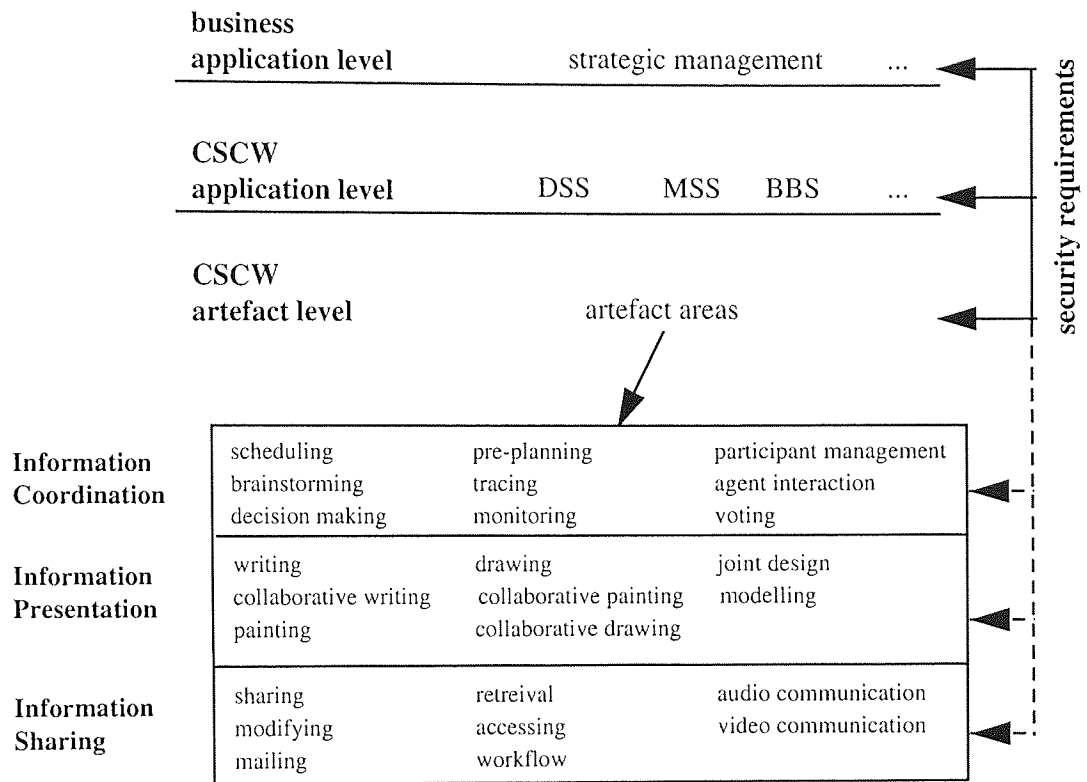 business
application level strategic management ...
CSCW
application level DSS MSS BBS ...
CSCW
artefact level artefact areas
security requirements
Information
Coordination
scheduling pre-planning participant management
brainstorming tracing agent interaction
decision making monitoring voting
Information
Presentation
writing drawing joint design
collaborative writing collaborative painting modelling
painting collaborative drawing
Information
Sharing
sharing retreival audio communication
modifying accessing video communication
mailing workflow